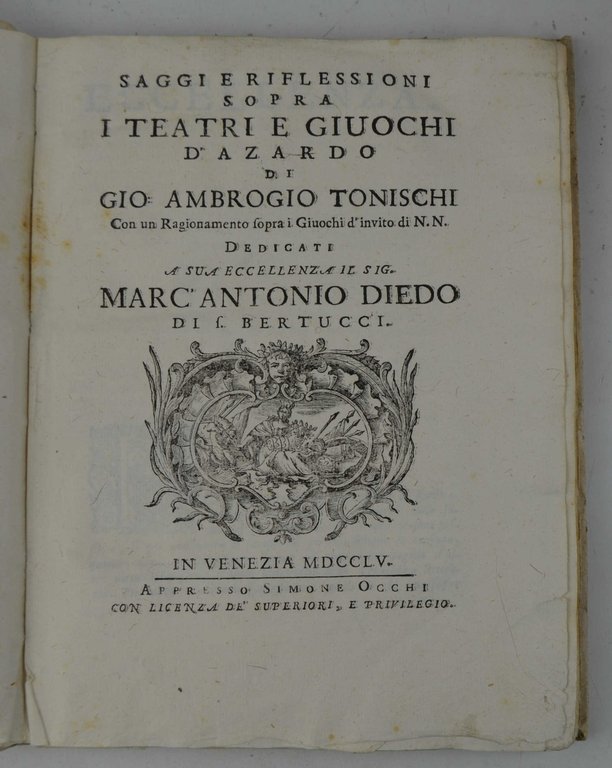 SAGGI E RIFLESSIONI
SOPRA
I TEATRI E GIUOCHI
D'AZARDO
DI
GIO: AMBROGIO TONISCHI
Con un Ragionamento ſopra i Giuochi d'invito di N. N.
DEDICATI
A SUA ECCELLENZA IL SIG.
MARC'ANTONIO DIEDO
DI ſ. BERTUCCI.
IN VENEZIA MDCCLV.
APPRESSO SIMONE OCCHI
CON LICENZA DE' SUPERIORI, E PRIVILEGIO.